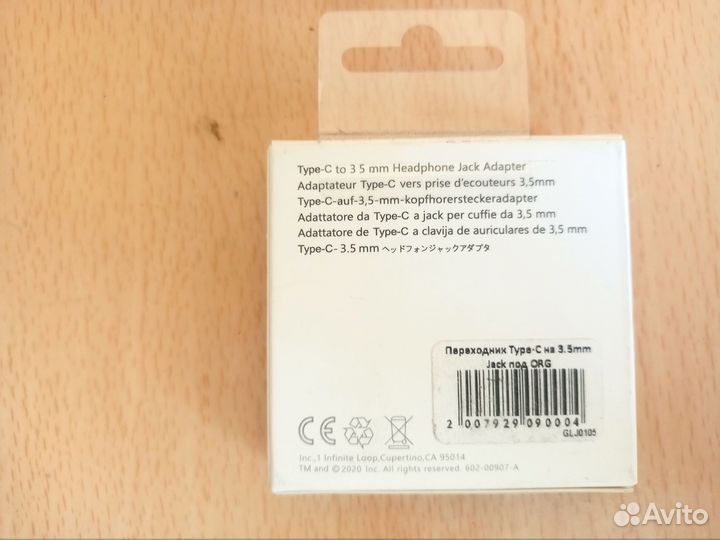 Type-C to 3 5 mm Headphone Jack Adapter
Adaptateur Type-C vers prise d'ecouteurs 3,5mm
Type-C-auf-3,5-mm-kopfhorersteckeradapter
Adattatore da Type-C a jack per cuffie da 3,5 mm
Adattatore de Type-C a clavija de auriculares de 3,5 mm
Type-C- 3.5 mm ヘッドフォンジャックアダプタ
Переходник Type-C на 3.5mm
Jack под ORG
2 007929 090004
GLJ0105
CE
Inc.,1 Infinite Loop,Cupertino,CA 95014
TM and ©2020 Inc. All rights reserved. 602-00907-A
Avito